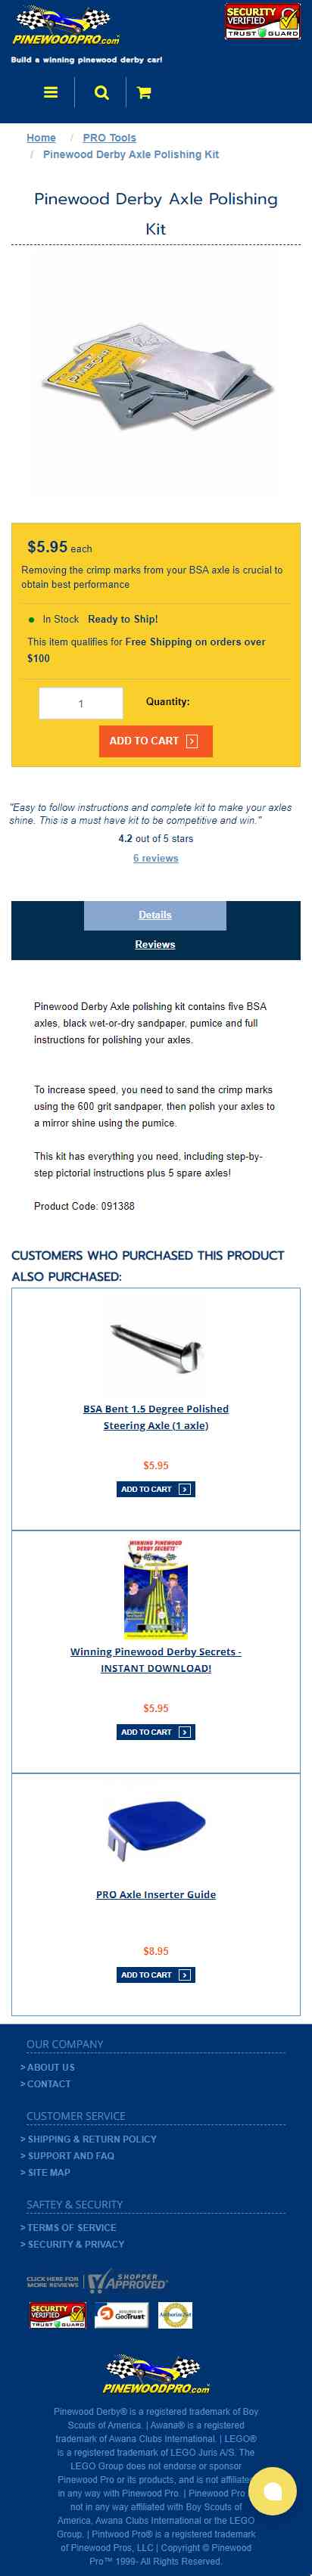 PINEWOODPRO.com
Build a winning pinewood derby car!
SECURITY
VERIFIED
TRUST GUARD
Home / PRO Tools
/ Pinewood Derby Axle Polishing Kit
Pinewood Derby Axle Polishing
Kit
$5.95 each
Removing the crimp marks from your BSA axle is crucial to
obtain best performance
In Stock Ready to Ship!
This item qualifies for Free Shipping on orders over
$100
1 Quantity:
ADD TO CART
"Easy to follow instructions and complete kit to make your axles
shine. This is a must have kit to be competitive and win."
4.2 out of 5 stars
6 reviews
Details
Reviews
Pinewood Derby Axle polishing kit contains five BSA
axles, black wet-or-dry sandpaper, pumice and full
instructions for polishing your axles.
To increase speed, you need to sand the crimp marks
using the 600 grit sandpaper, then polish your axles to
a mirror shine using the pumice.
This kit has everything you need, including step-by-
step pictorial instructions plus 5 spare axles!
Product Code: 091388
CUSTOMERS WHO PURCHASED THIS PRODUCT
ALSO PURCHASED:
BSA Bent 1.5 Degree Polished
Steering Axle (1 axle)
$5.95
ADD TO CART
WINNING PINEWOOD
DERBY SECRETS
Winning Pinewood Derby Secrets -
INSTANT DOWNLOAD!
$5.95
ADD TO CART
PRO Axle Inserter Guide
$8.95
ADD TO CART
OUR COMPANY
> ABOUT US
> CONTACT
CUSTOMER SERVICE
> SHIPPING & RETURN POLICY
> SUPPORT AND FAQ
> SITE MAP
SAFTEY & SECURITY
> TERMS OF SERVICE
> SECURITY & PRIVACY
CLICK HERE FOR
MORE REVIEWS
SHOPPER
APPROVED
SECURITY
VERIFIED
TRUST GUARD
SECURED BY
GeoTrust
Authorize.Net
PINEWOODPRO.com
Pinewood Derby® is a registered trademark of Boy
Scouts of America. | Awana® is a registered
trademark of Awana Clubs International. | LEGO®
is a registered trademark of LEGO Juris A/S. The
LEGO Group does not endorse or sponsor
Pinewood Pro or its products, and is not affiliated
in any way with Pinewood Pro. | Pinewood Pro
not in any way affiliated with Boy Scouts of
America, Awana Clubs International or the LEGO
Group. | Pintwood Pro® is a registered trademark
of Pinewood Pros, LLC | Copyright © Pinewood
Pro™ 1999- All Rights Reserved.